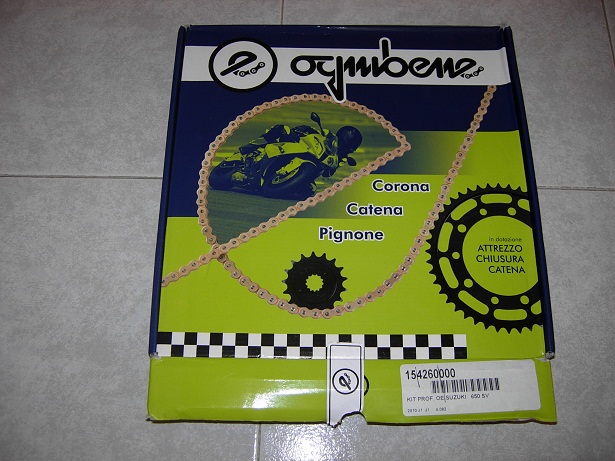 ognibene
Corona
Catena
Pignone
in dotazione
ATTREZZO
CHIUSURA
CATENA
154260000
KIT PROF OE SUZUKI 650 SV